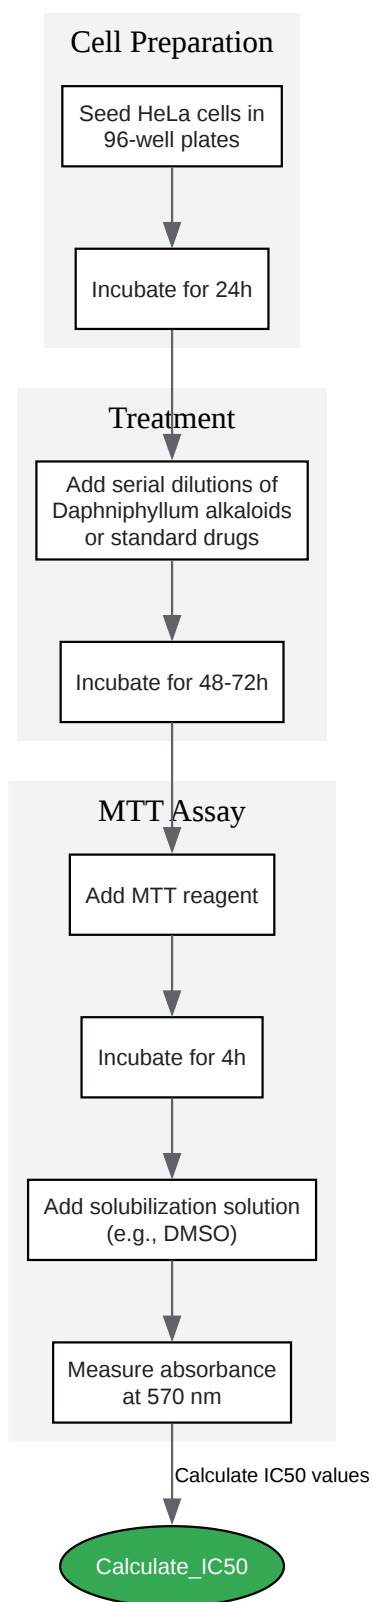 Cell Preparation
Seed HeLa cells in
96-well plates
Incubate for 24h
Treatment
Add serial dilutions of
Daphniphyllum alkaloids
or standard drugs
Incubate for 48-72h
MTT Assay
Add MTT reagent
Incubate for 4h
Add solubilization solution
(e.g., DMSO)
Measure absorbance
at 570 nm
Calculate IC50 values
Calculate_IC50